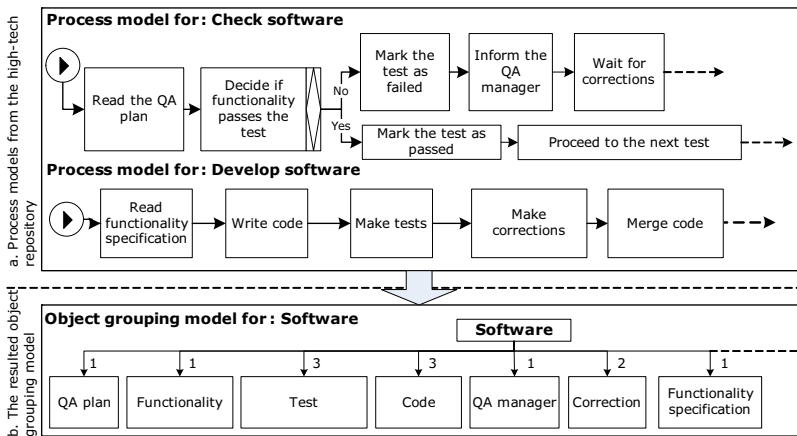 a. Process models from the high-tech
repository
Process model for: Check software
Read the QA
plan
Decide if
functionality
passes the
test
No
Yes
Mark the
test as
failed
Inform the
QA
manager
Wait for
corrections
Mark the test as
passed
Proceed to the next test
Process model for: Develop software
Read
functionality
specification
Write code
Make tests
Make
corrections
Merge code
b. The resulted object
grouping model
Object grouping model for: Software
Software
1
1
3
3
1
2
1
QA plan
Functionality
Test
Code
QA manager
Correction
Functionality
specification